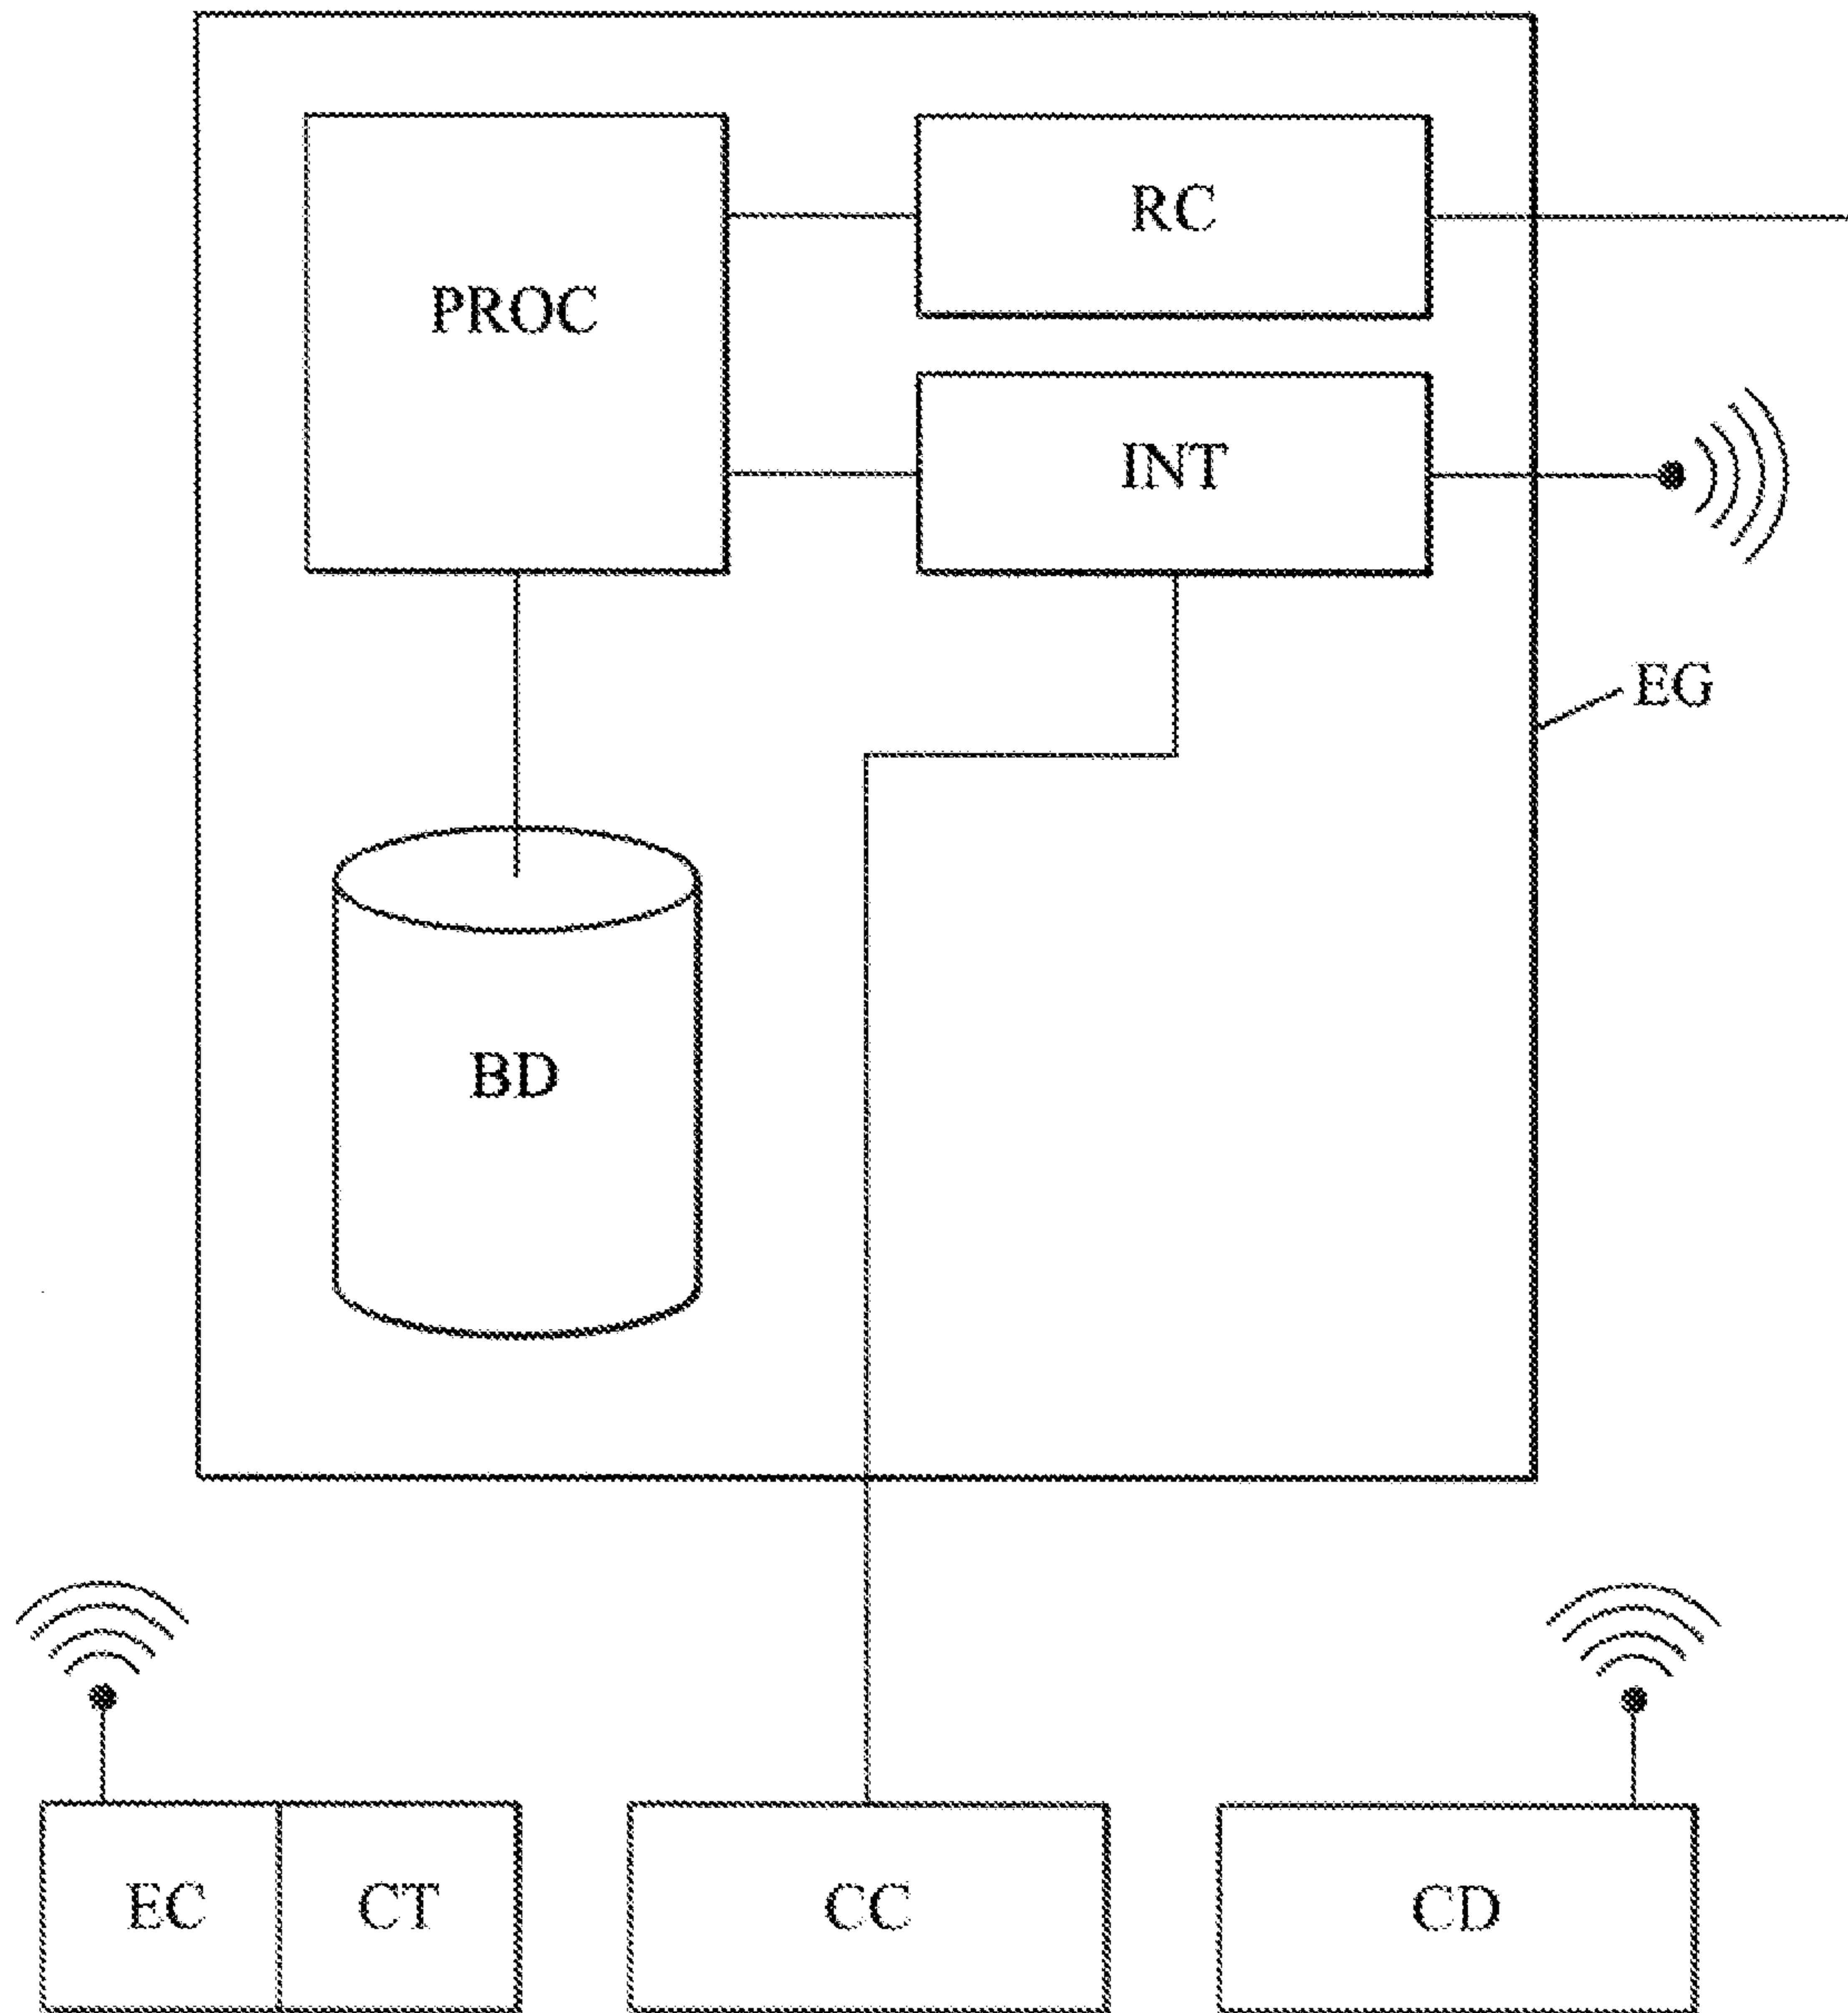 RC
PROC
INT
EG
BD
EC CT CC CD